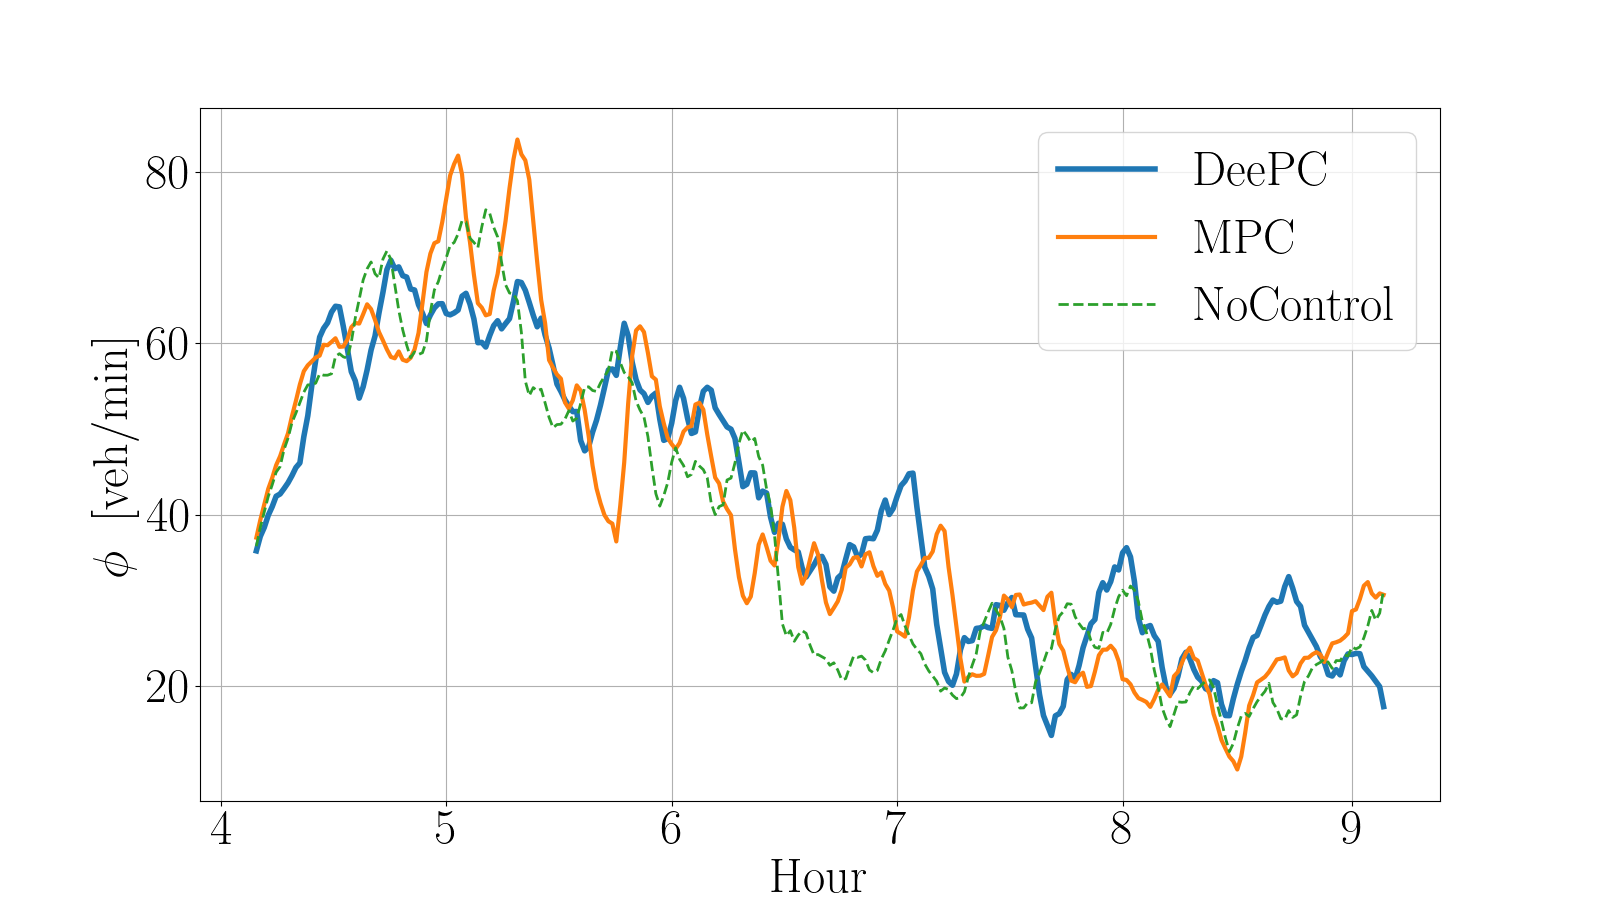 DeePC
MPC
NoControl
ϕ [veh/min]
80
60
40
20
4 5 6 7 8 9
Hour